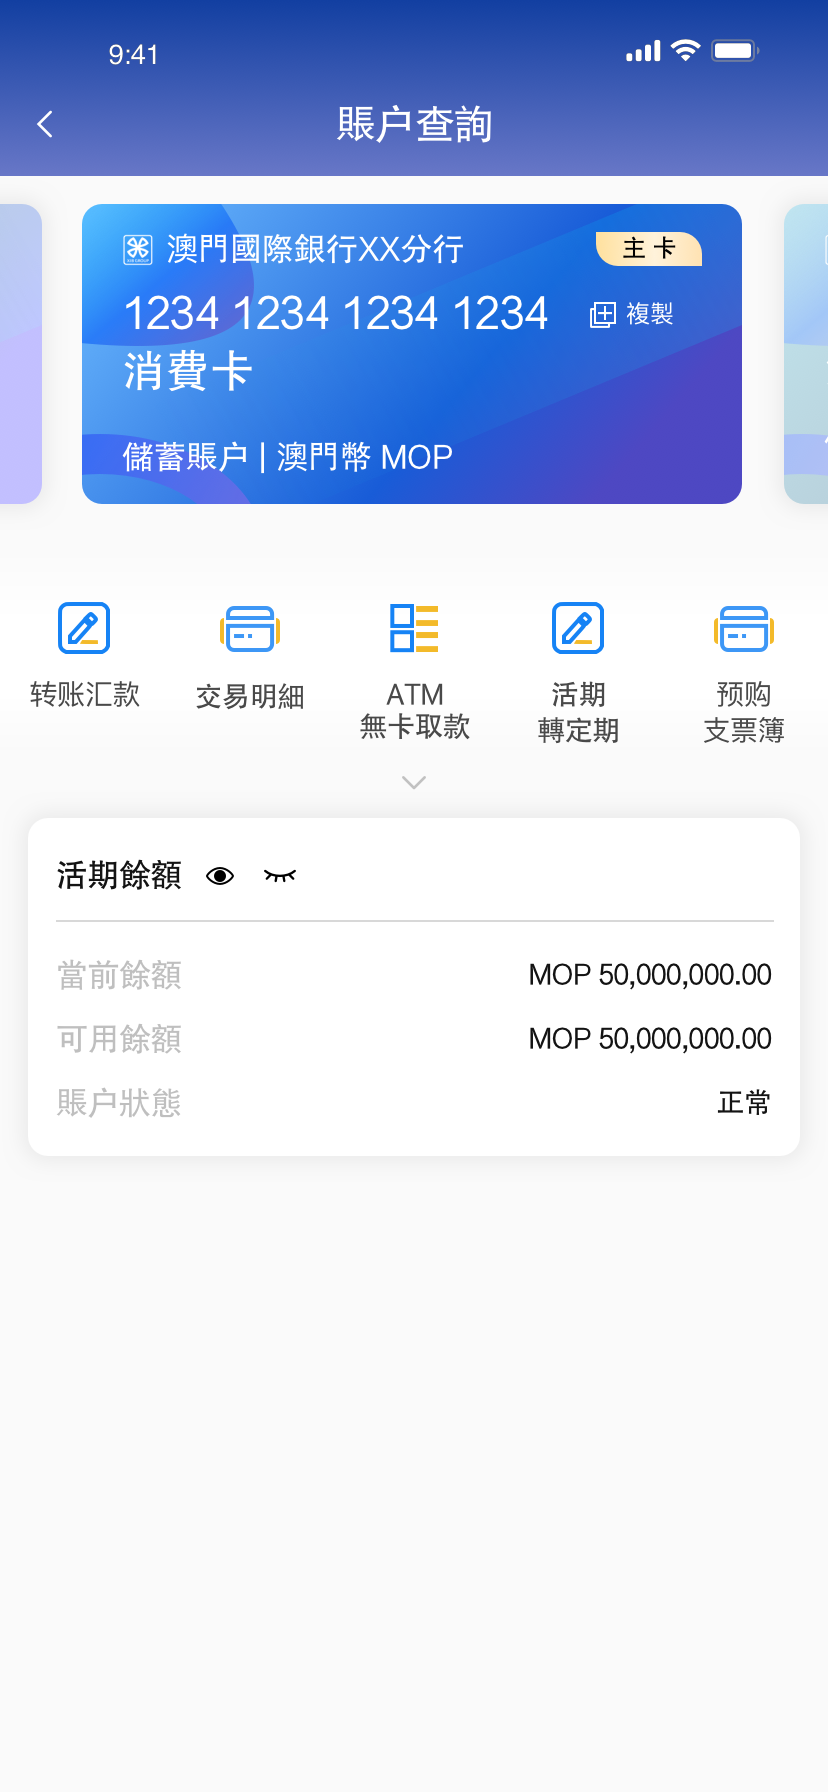 9:41
賬户查詢
澳門國際銀行XX分行
主 卡
1234 1234 1234 1234
複製
消費卡
儲蓄賬户 | 澳門幣 MOP
转账汇款
交易明細
ATM
無卡取款
活期
轉定期
预购
支票簿
活期餘額
當前餘額
MOP 50,000,000.00
可用餘額
MOP 50,000,000.00
賬户狀態
正常